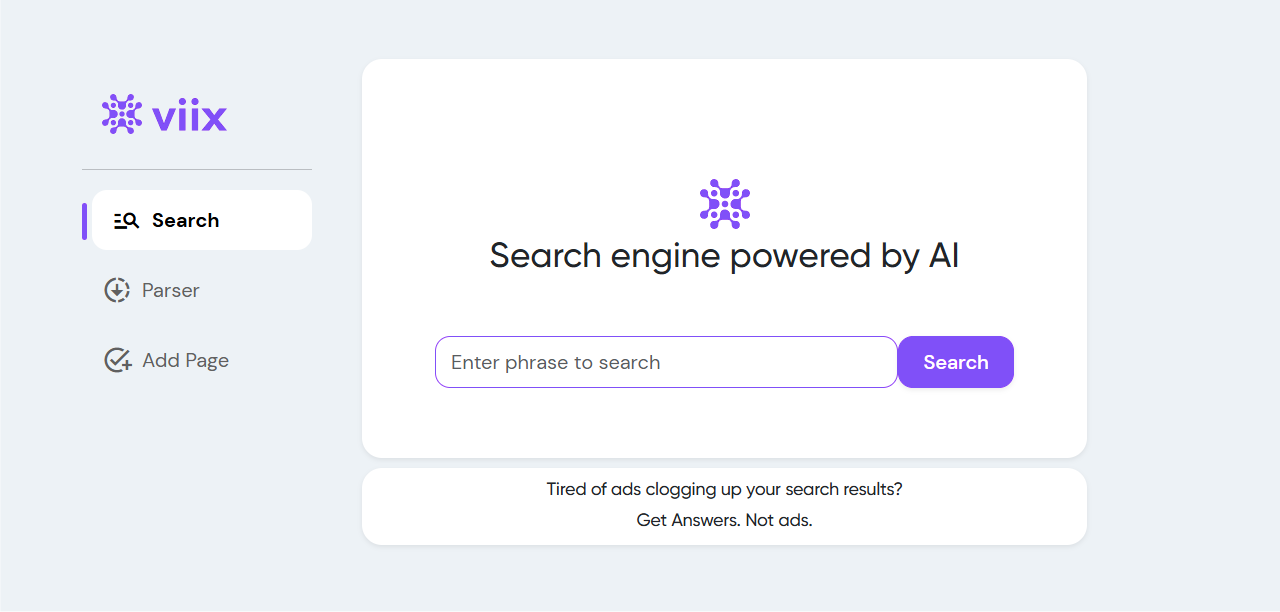 viix
Search
Parser
Add Page
Search engine powered by AI
Enter phrase to search
Search
Tired of ads clogging up your search results?
Get Answers. Not ads.